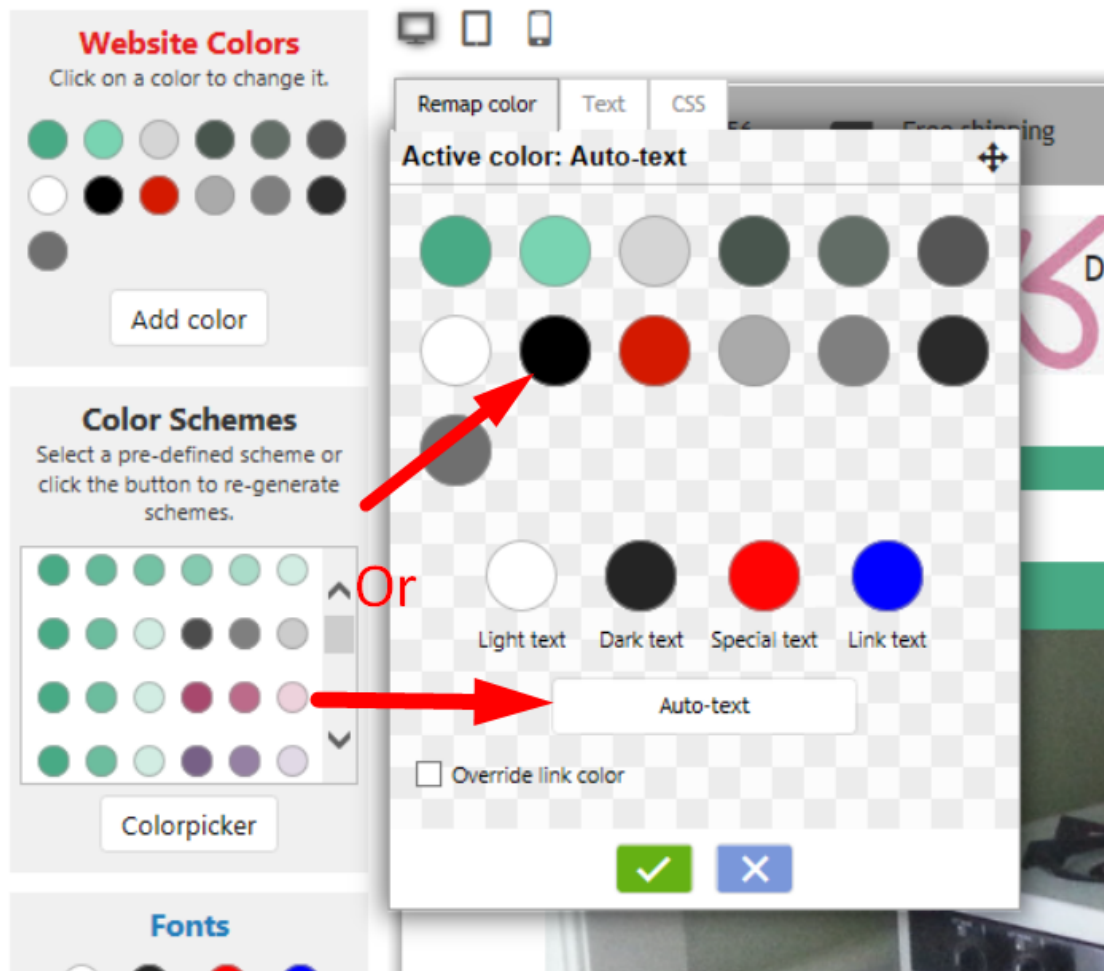 Website Colors
Click on a color to change it.
Add color
Color Schemes
Select a pre-defined scheme or
click the button to re-generate
schemes.
Colorpicker
Fonts
Remap color Text CSS
56 Free shipping
Active color: Auto-text
D
Or
Light text Dark text Special text Link text
Auto-text
Override link color